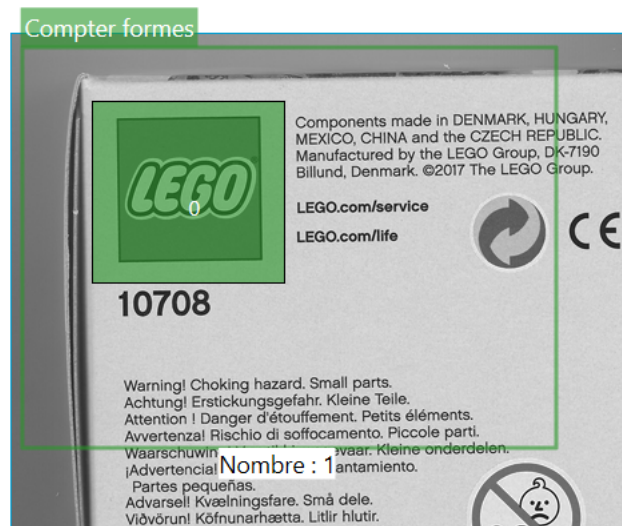 Compter formes
LEGO
0
Components made in DENMARK, HUNGARY,
MEXICO, CHINA and the CZECH REPUBLIC.
Manufactured by the LEGO Group, DK-7190
Billund, Denmark. ©2017 The LEGO Group.
LEGO.com/service
LEGO.com/life
CE
10708
Warning! Choking hazard. Small parts.
Achtung! Erstickungsgefahr. Kleine Teile.
Attention ! Danger d'étouffement. Petits éléments.
Avvertenza! Rischio di soffocamento. Piccole parti.
Kleine onderdelen.
Nombre : 1
¡Advertencia!
Partes pequeñas.
Advarsel! Kvælningsfare. Små dele.
Viðvörun! Köfnunarhætta. Litlir hlutir.